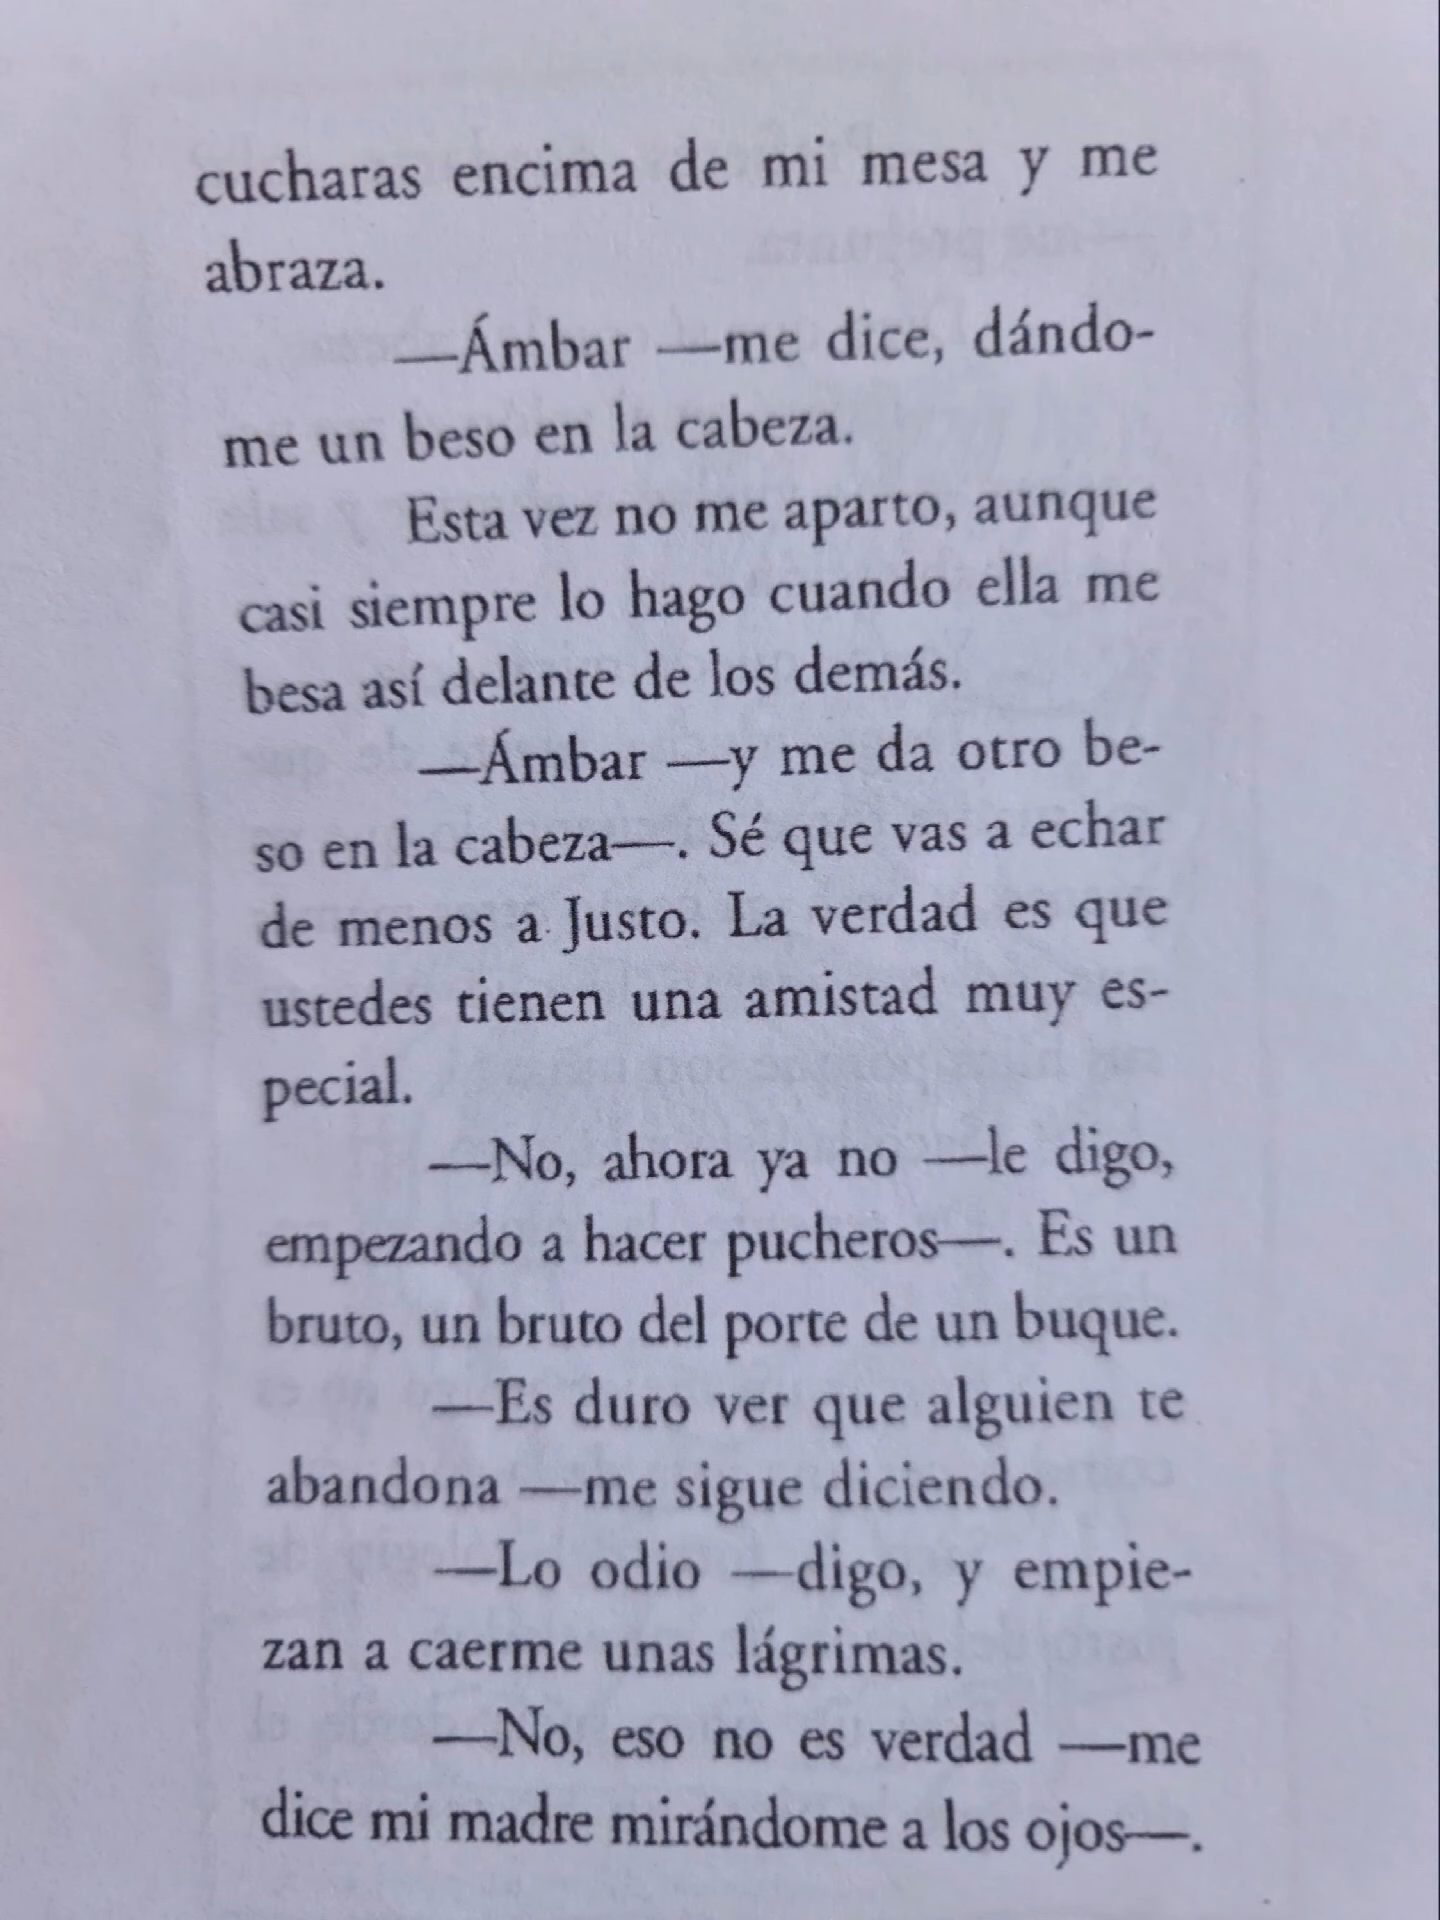 cucharas encima de mi mesa y me
abraza.
—Ámbar —me dice, dándo-
me un beso en la cabeza.
Esta vez no me aparto, aunque
casi siempre lo hago cuando ella me
besa así delante de los demás.
—Ámbar —y me da otro be-
so en la cabeza—. Sé que vas a echar
de menos a Justo. La verdad es que
ustedes tienen una amistad muy es-
pecial.
—No, ahora ya no —le digo,
empezando a hacer pucheros—. Es un
bruto, un bruto del porte de un buque.
—Es duro ver que alguien te
abandona —me sigue diciendo.
—Lo odio —digo, y empie-
zan a caerme unas lágrimas.
—No, eso no es verdad —me
dice mi madre mirándome a los ojos—.